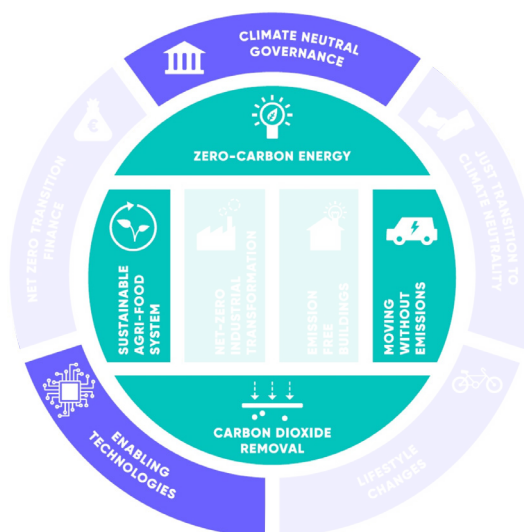 CLIMATE NEUTRAL
GOVERNANCE
ZERO-CARBON ENERGY
NET ZERO TRANSITION
FINANCE
JUST TRANSITION TO
CLIMATE NEUTRALITY
SUSTAINABLE
AGRI-FOOD
SYSTEM
NET-ZERO
INDUSTRIAL
TRANSFORMATION
EMISSION
FREE
BUILDINGS
MOVING
WITHOUT
EMISSIONS
CARBON DIOXIDE
REMOVAL
ENABLING
TECHNOLOGIES
LIFESTYLE
CHANGES
€